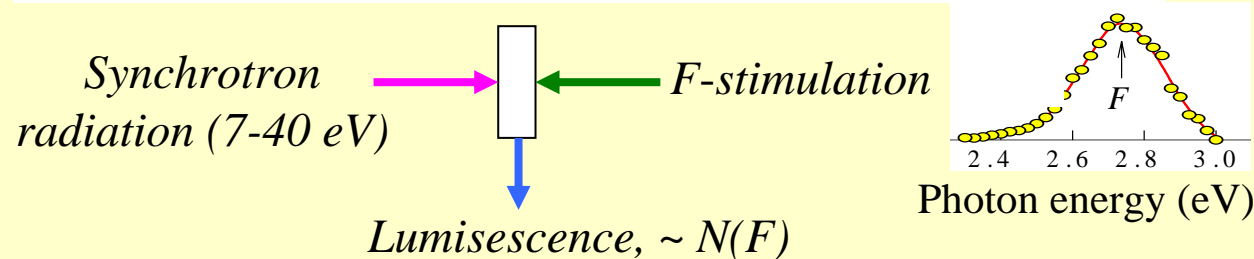 Synchrotron
radiation (7-40 eV)
F-stimulation
Lumisescence, ~ N(F)
F
2.4 2.6 2.8 3.0
Photon energy (eV)